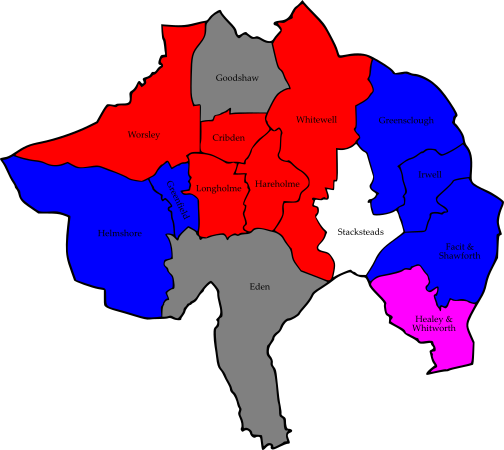 Goodshaw
Greensclough
Whitewell
Worsley
Cribden
Irwell
Longholme
Hareholme
Greenfield
Helmshore
Stacksteads
Facit &
Shawforth
Eden
Healey &
Whitworth